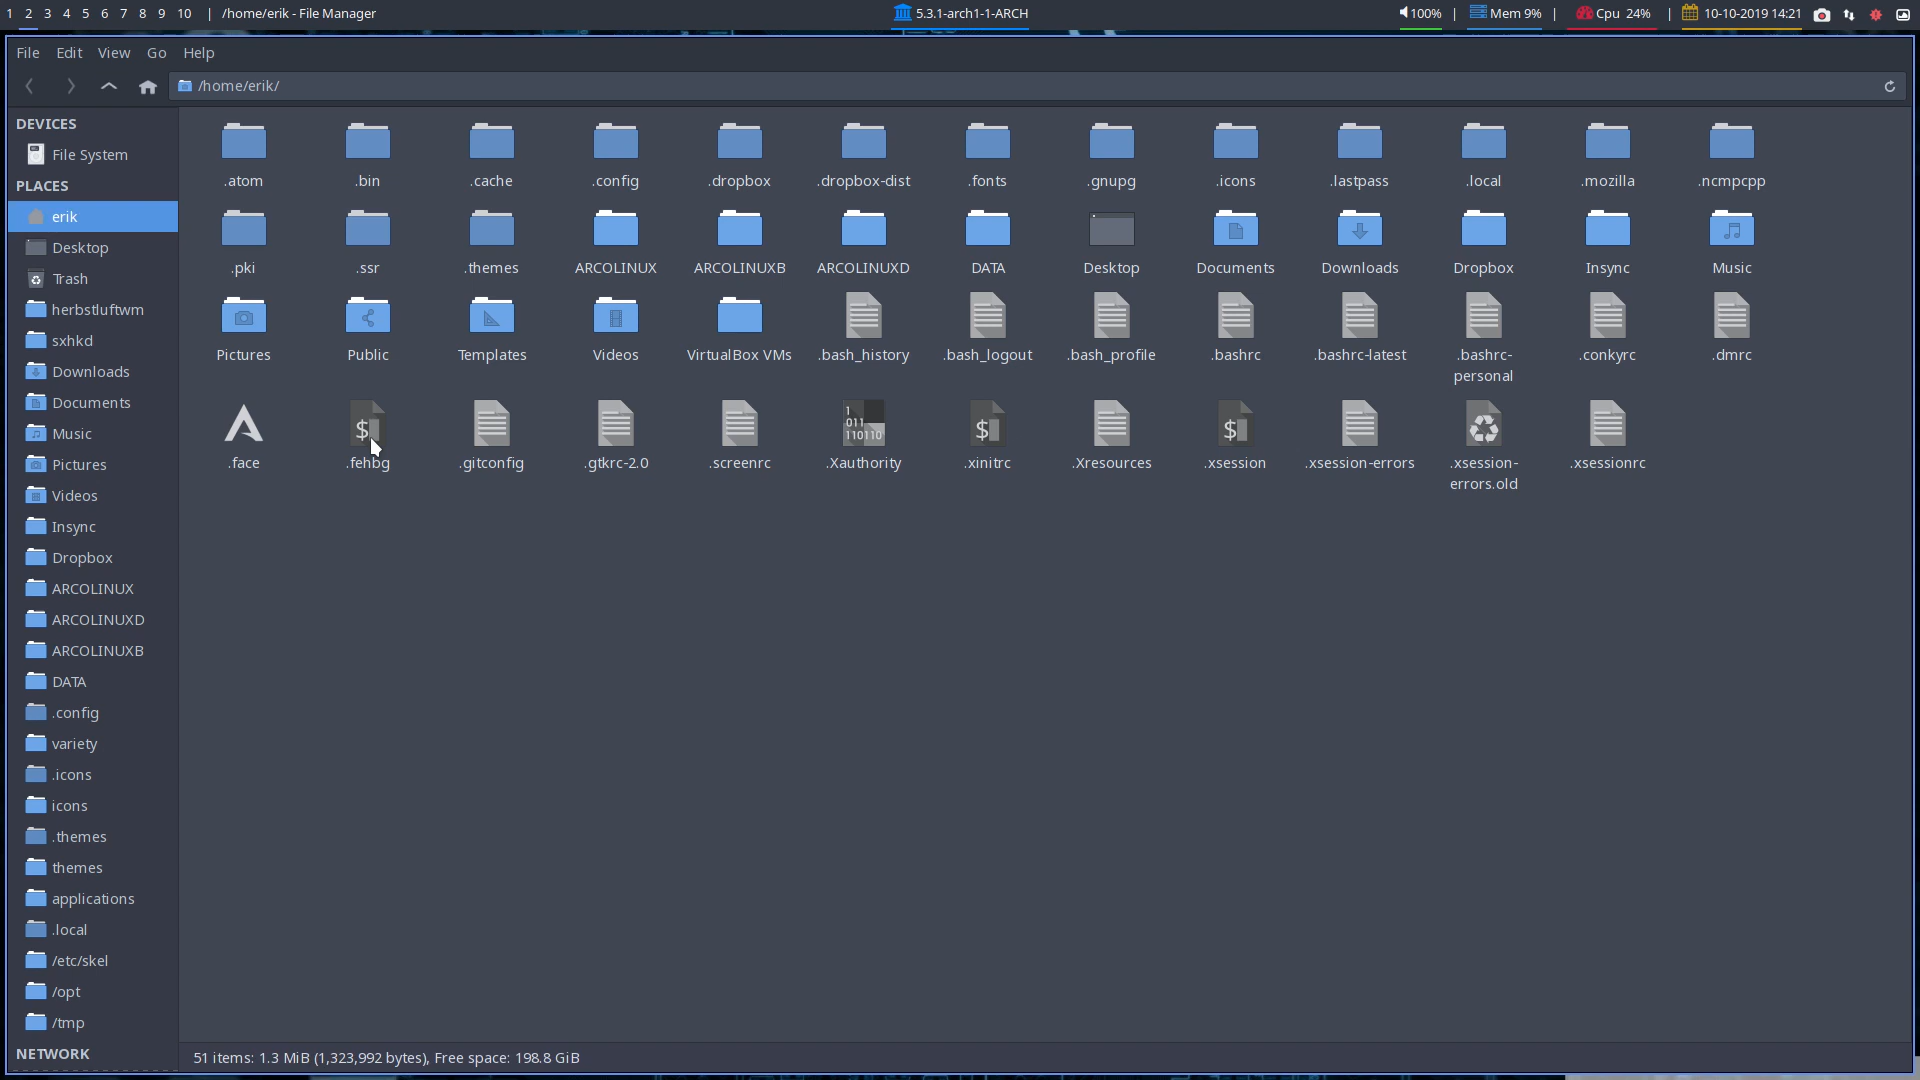 1 2 3 4 5 6 7 8 9 10 | /home/erik - File Manager 5.3.1-arch1-1-ARCH 100% | Mem 9% | Cpu 24% | 10-10-2019 14:21
File Edit View Go Help
/home/erik/
DEVICES
File System
PLACES
erik
Desktop
Trash
herbstluftwm
sxhkd
Downloads
Documents
Music
Pictures
Videos
Insync
Dropbox
ARCOLINUX
ARCOLINUXD
ARCOLINUXB
DATA
.config
variety
.icons
icons
.themes
themes
applications
.local
/etc/skel
/opt
/tmp
NETWORK
.atom .bin .cache .config .dropbox .dropbox-dist .fonts .gnupg .icons .lastpass .local .mozilla .ncmpcpp
.pki .ssr .themes ARCOLINUX ARCOLINUXB ARCOLINUXD DATA Desktop Documents Downloads Dropbox Insync Music
Pictures Public Templates Videos VirtualBox VMs .bash_history .bash_logout .bash_profile .bashrc .bashrc-latest .bashrc-
personal .conkyrc .dmrc
$ 1
011
110110 $ $
.face .fehbg .gitconfig .gtkrc-2.0 .screenrc .Xauthority .xinitrc .Xresources .xsession .xsession-errors .xsession-
errors.old .xsessionrc
51 items: 1.3 MiB (1,323,992 bytes), Free space: 198.8 GiB